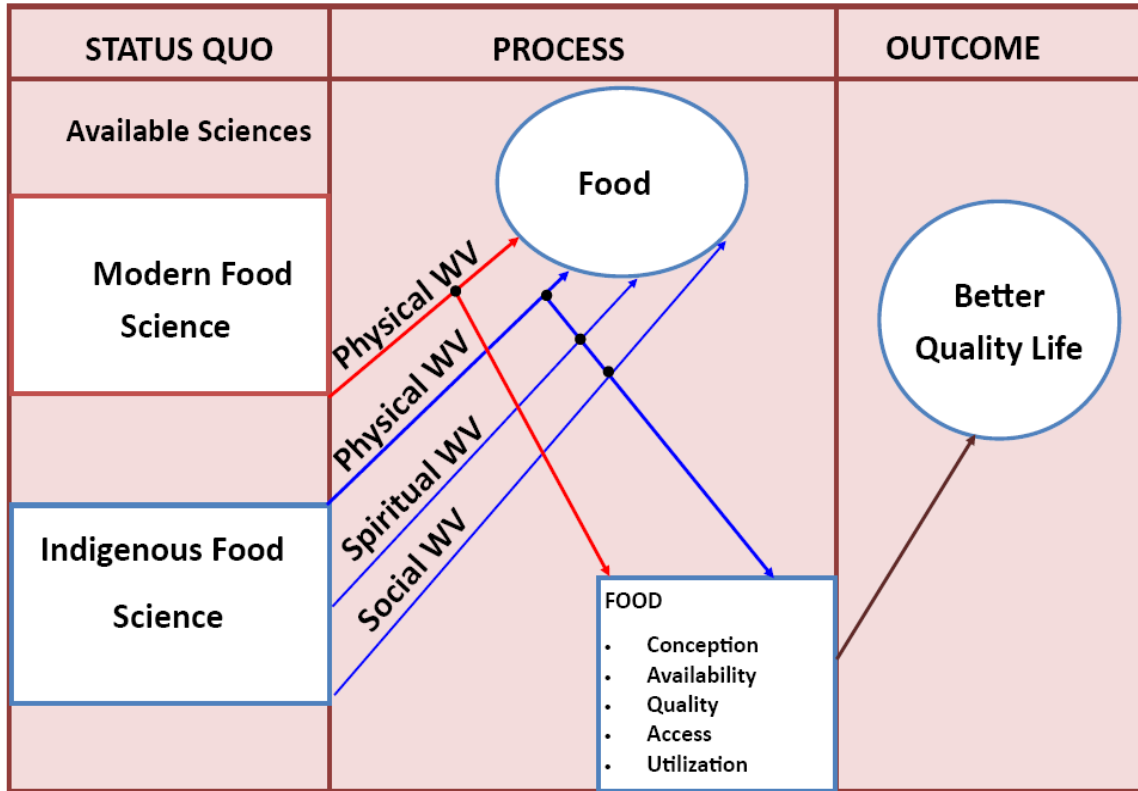 STATUS QUO
PROCESS
OUTCOME
Available Sciences
Modern Food
Science
Indigenous Food
Science
Physical WV
Physical WV
Spiritual WV
Social WV
Food
FOOD
• Conception
• Availability
• Quality
• Access
• Utilization
Better
Quality Life